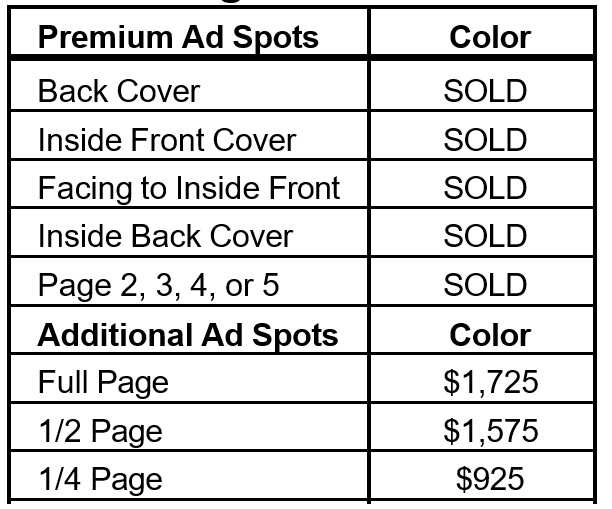 Premium Ad Spots Color
Back Cover SOLD
Inside Front Cover SOLD
Facing to Inside Front SOLD
Inside Back Cover SOLD
Page 2, 3, 4, or 5 SOLD
Additional Ad Spots Color
Full Page $1,725
1/2 Page $1,575
1/4 Page $925